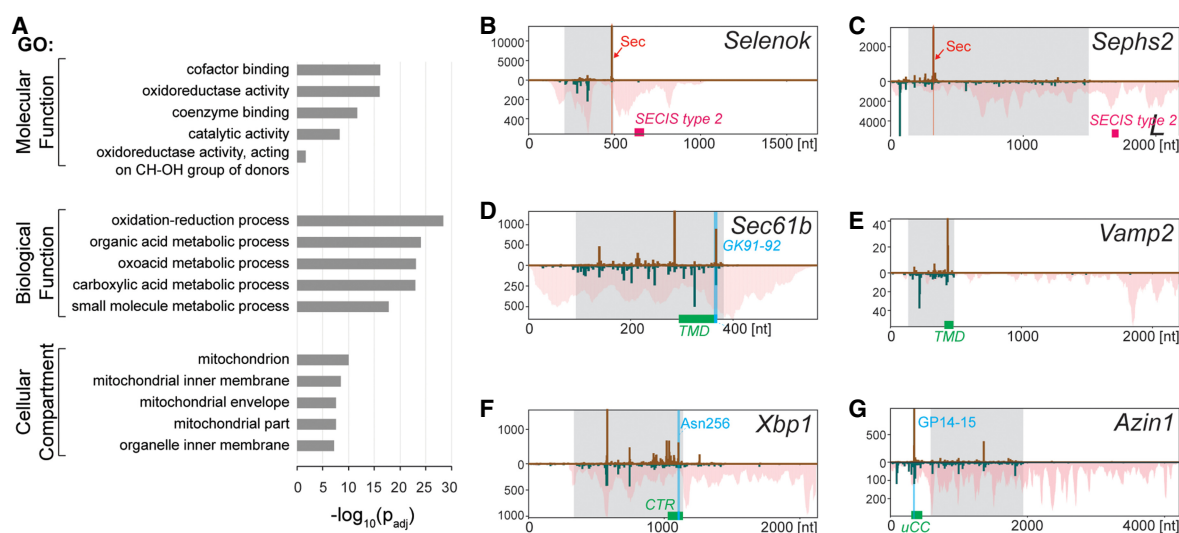 A
GO:
Molecular Function
cofactor binding
oxidoreductase activity
coenzyme binding
catalytic activity
oxidoreductase activity, acting
on CH-OH group of donors
Biological Function
oxidation-reduction process
organic acid metabolic process
oxoacid metabolic process
carboxylic acid metabolic process
small molecule metabolic process
Cellular Compartment
mitochondrion
mitochondrial inner membrane
mitochondrial envelope
mitochondrial part
organelle inner membrane
0 5 10 15 20 25 30
-log10(padj)
B
Selenok
10000
5000
0
200
400
Sec
SECIS type 2
0 500 1000 1500 [nt]
C
Sephs2
2000
0
2000
4000
Sec
SECIS type 2
L
0 1000 2000 [nt]
D
Sec61b
1000
500
0
250
500
GK91-92
TMD
0 200 400 [nt]
E
Vamp2
40
20
0
20
40
TMD
0 1000 2000 [nt]
F
Xbp1
1000
0
500
1000
Asn256
CTR
0 1000 [nt]
G
Azin1
500
0
100
200
GP14-15
uCC
0 2000 4000 [nt]